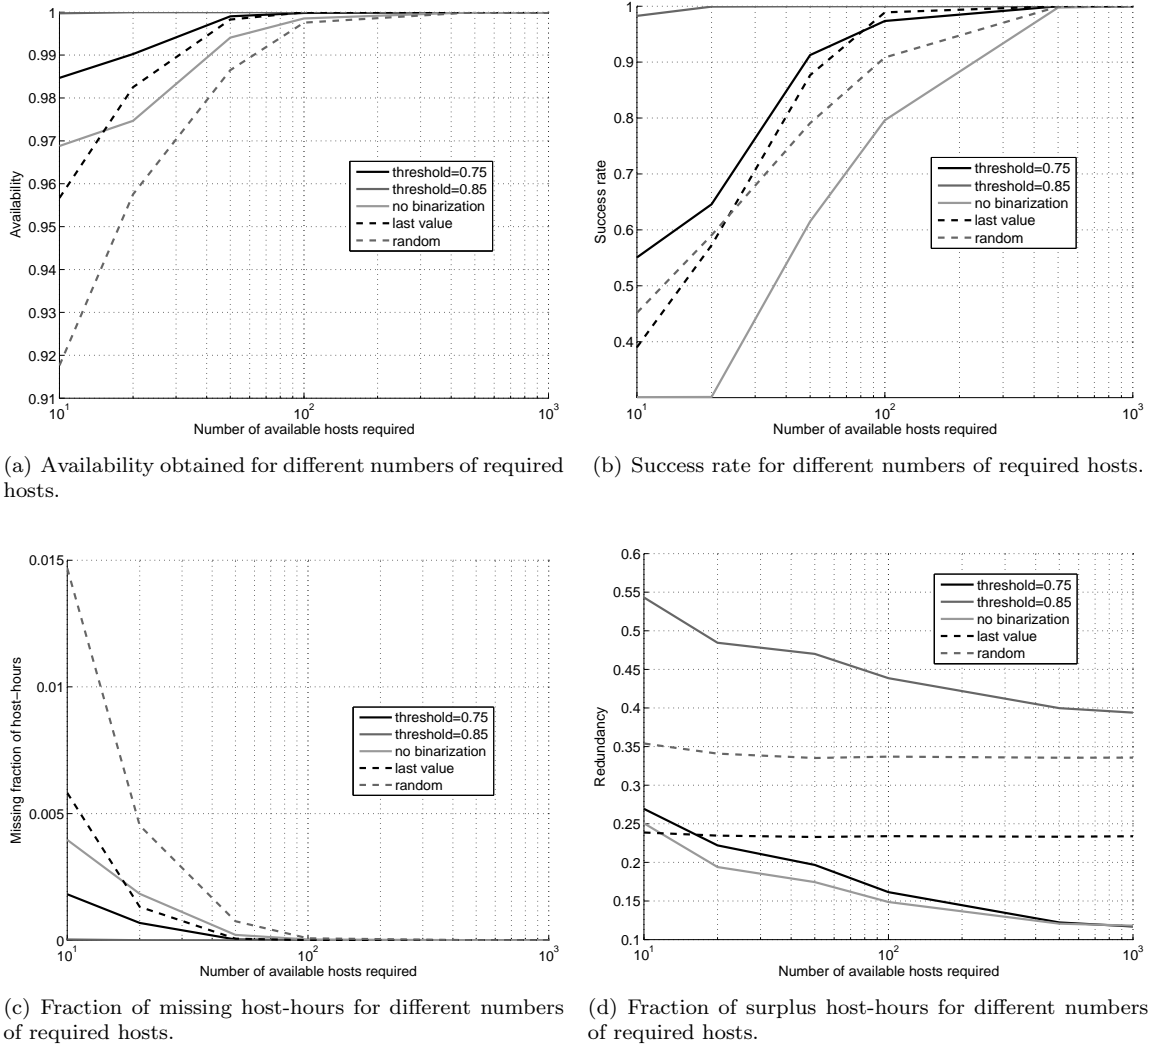 1
0.99
0.98
0.97
0.96
0.95
0.94
0.93
0.92
0.91
Availability
10^1
10^2
10^3
Number of available hosts required
threshold=0.75
threshold=0.85
no binarization
last value
random
(a) Availability obtained for different numbers of required
hosts.
1
0.9
0.8
0.7
0.6
0.5
0.4
Success rate
10^1
10^2
10^3
Number of available hosts required
threshold=0.75
threshold=0.85
no binarization
last value
random
(b) Success rate for different numbers of required hosts.
0.015
0.01
0.005
0
Missing fraction of host−hours
10^1
10^2
10^3
Number of available hosts required
threshold=0.75
threshold=0.85
no binarization
last value
random
(c) Fraction of missing host-hours for different numbers
of required hosts.
0.6
0.55
0.5
0.45
0.4
0.35
0.3
0.25
0.2
0.15
0.1
Redundancy
10^1
10^2
10^3
Number of available hosts required
threshold=0.75
threshold=0.85
no binarization
last value
random
(d) Fraction of surplus host-hours for different numbers
of required hosts.